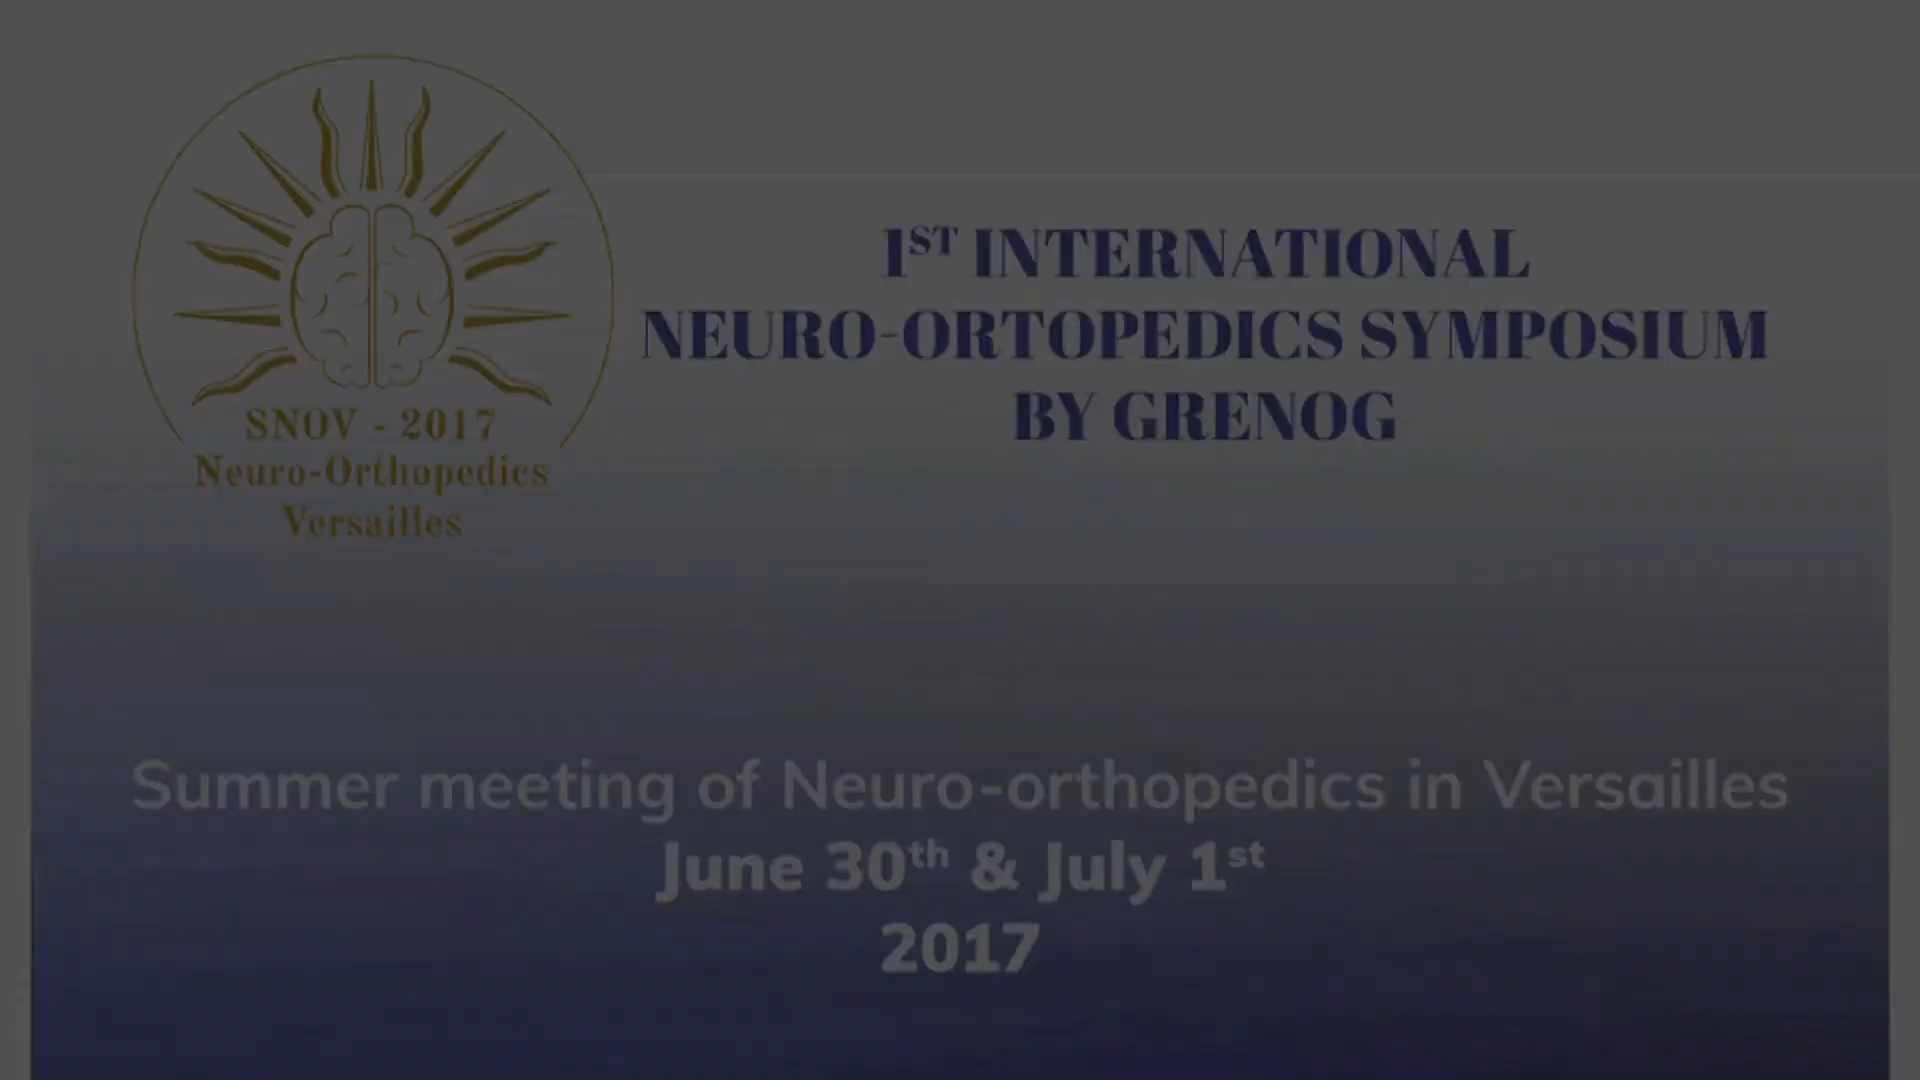 SNOV - 2017
Neuro-Orthopedics
Versailles
1ST INTERNATIONAL
NEURO-ORTOPEDICS SYMPOSIUM
BY GRENOG
Summer meeting of Neuro-orthopedics in Versailles
June 30th & July 1st
2017